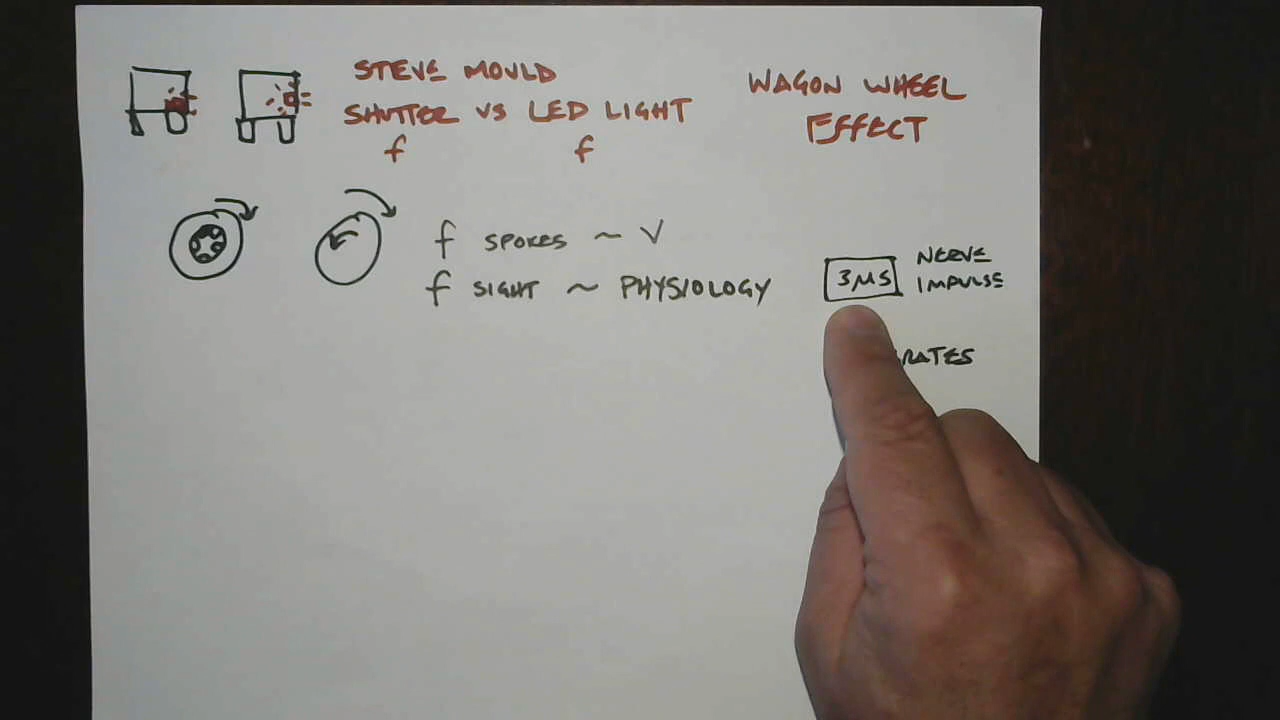 STEVE MOULD
SHUTTER VS LED LIGHT
f f
WAGON WHEEL
EFFECT
f SPOKES ~ V
f SIGHT ~ PHYSIOLOGY
3MS
NERVE
IMPULSE